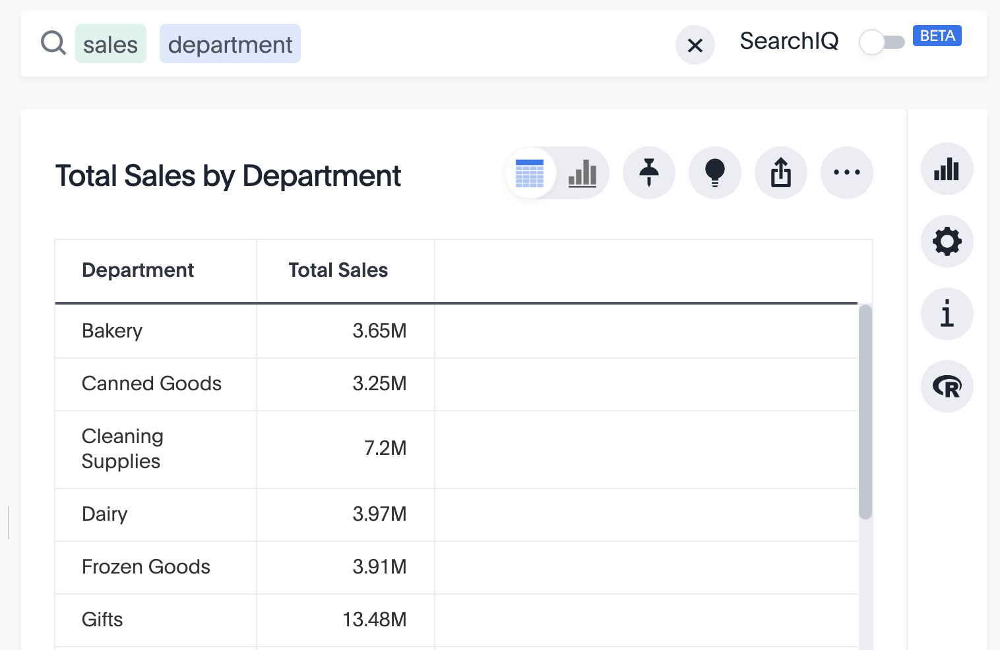 sales department SearchIQ BETA
Total Sales by Department
Department Total Sales
Bakery 3.65M
Canned Goods 3.25M
Cleaning
Supplies 7.2M
Dairy 3.97M
Frozen Goods 3.91M
Gifts 13.48M